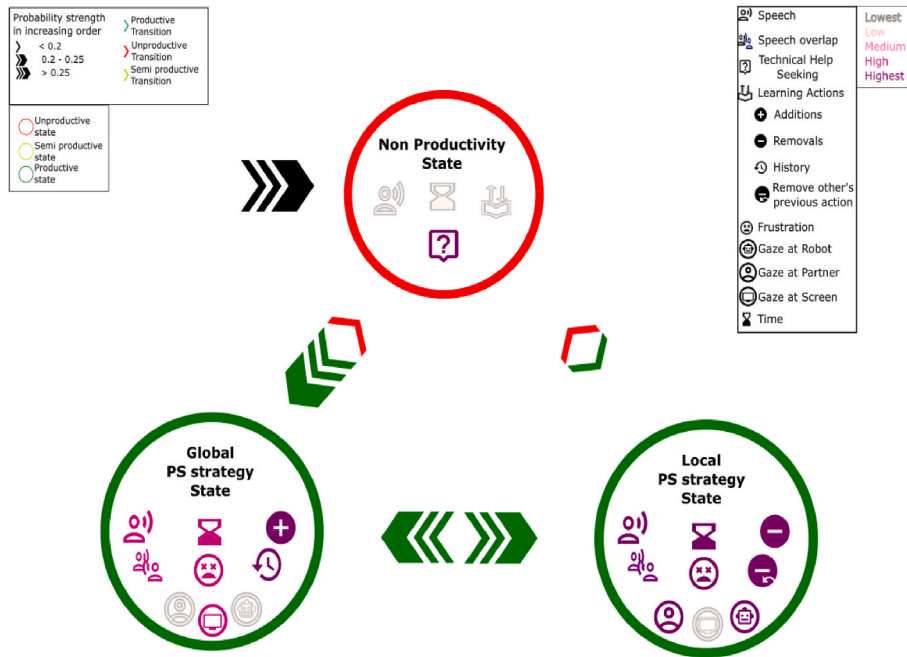 Probability strength
in increasing order
< 0.2
0.2 - 0.25
> 0.25
Productive
Transition
Unproductive
Transition
Semi productive
Transition
Unproductive
state
Semi productive
state
Productive
state
Speech
Speech overlap
Technical Help
Seeking
Learning Actions
Additions
Removals
History
Remove other's
previous action
Frustration
Gaze at Robot
Gaze at Partner
Gaze at Screen
Time
Lowest
Low
Medium
High
Highest
Non Productivity
State
?
Global
PS strategy
State
Local
PS strategy
State